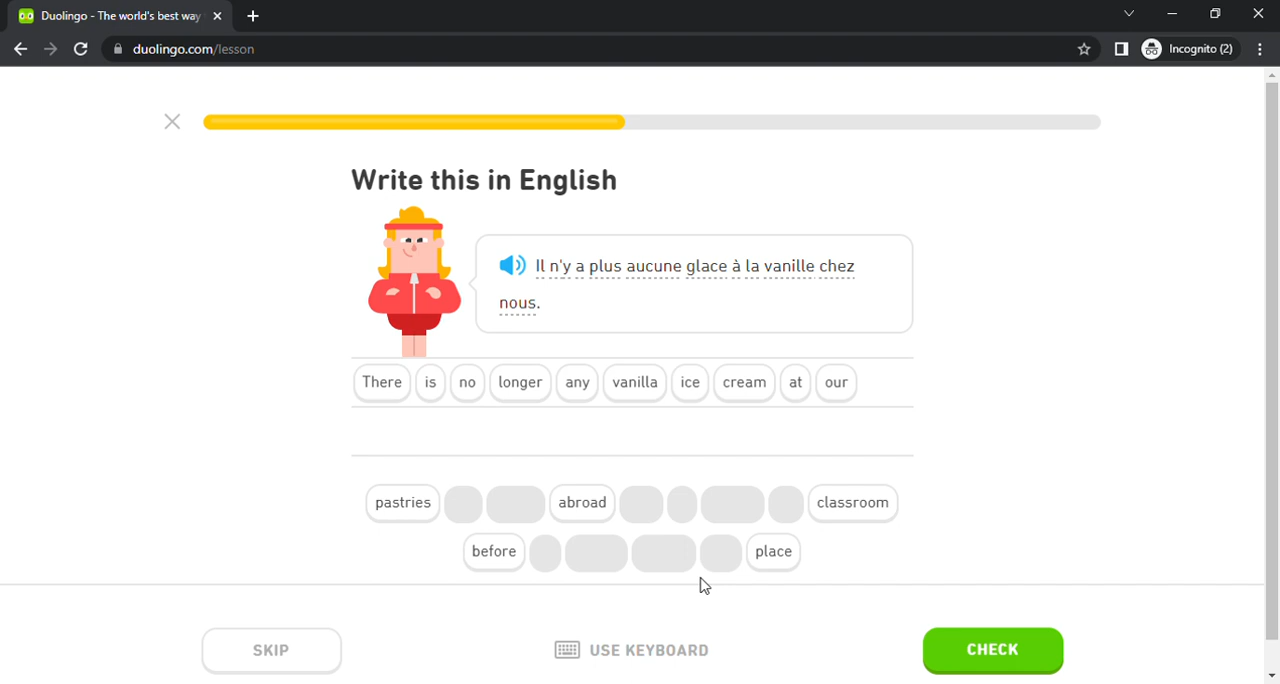 Duolingo - The world's best way
duolingo.com/lesson
Incognito (2)
Write this in English
Il n'y a plus aucune glace à la vanille chez
nous.
There is no longer any vanilla ice cream at our
pastries abroad classroom
before place
SKIP USE KEYBOARD CHECK